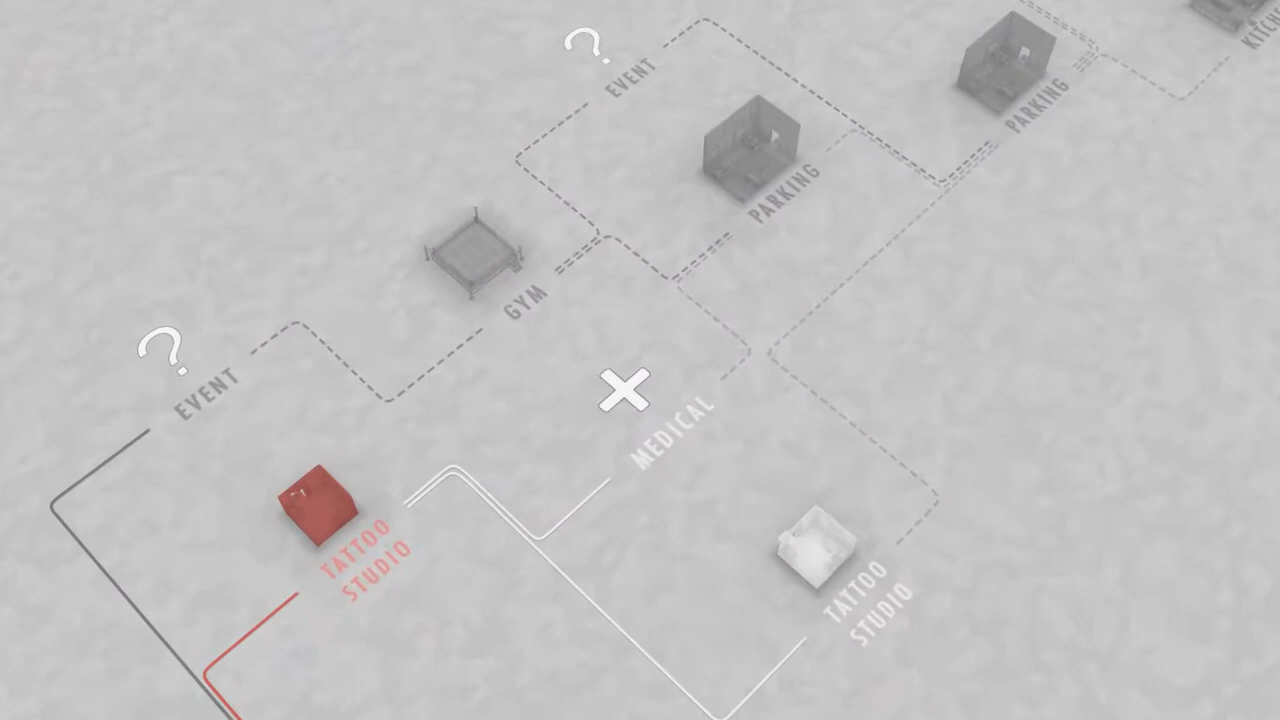 ?
EVENT
PARKING
PARKING
GYM
?
EVENT
MEDICAL
TATTOO
STUDIO
TATTOO
STUDIO